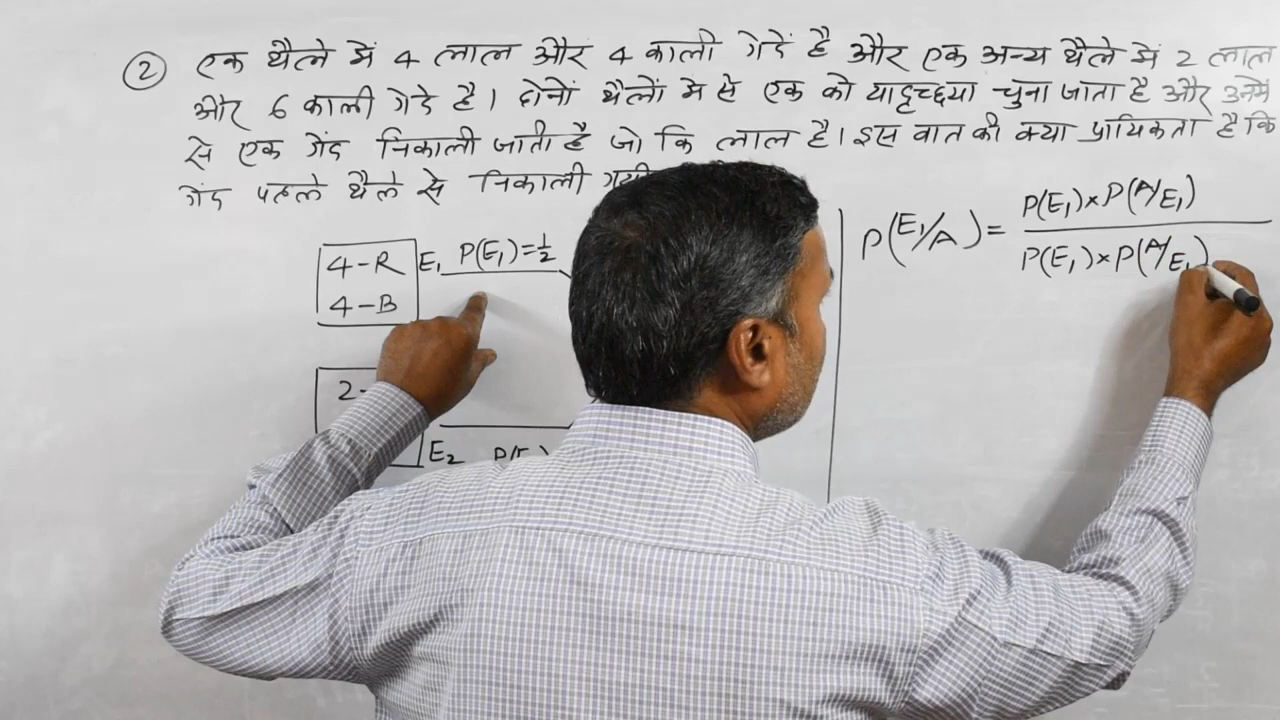 ② एक थैले में 4 लाल और 4 काली गेदें है और एक अन्य थैले में 2 लाल
और 6 काली गेदे है। दोनों थैलों में से एक को यादृच्छया चुना जाता है और उनमें
से एक गेंद निकाली जाती है जो कि लाल है। इस बात की क्या प्रायिकता है कि
गेंद पहले थैले से निकाली
4-R E₁ P(E₁)=1/2
4-B
2-
E₂
P(E₁/A) = P(E₁)×P(A/E₁)
P(E₁)×P(A/E₁)